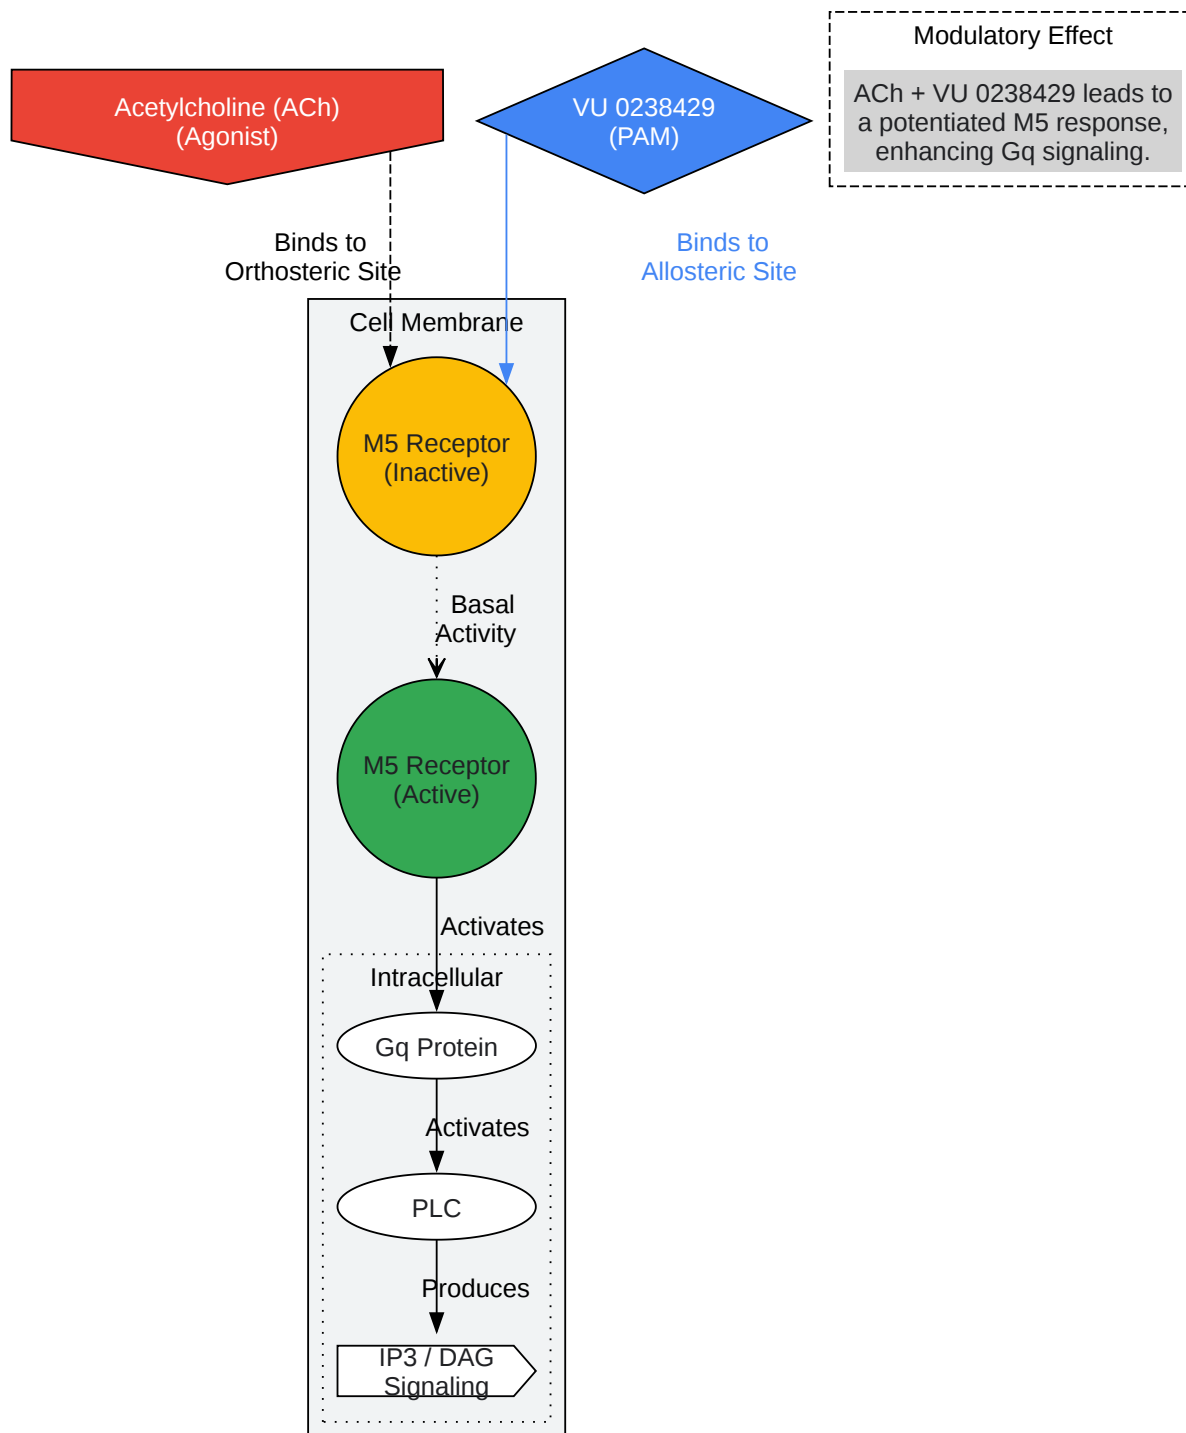 Modulatory Effect
ACh + VU 0238429 leads to
a potentiated M5 response,
enhancing Gq signaling.
Acetylcholine (ACh)
(Agonist)
VU 0238429
(PAM)
Binds to
Orthosteric Site
Binds to
Allosteric Site
Cell Membrane
M5 Receptor
(Inactive)
Basal
Activity
M5 Receptor
(Active)
Activates
Intracellular
Gq Protein
Activates
PLC
Produces
IP3 / DAG
Signaling